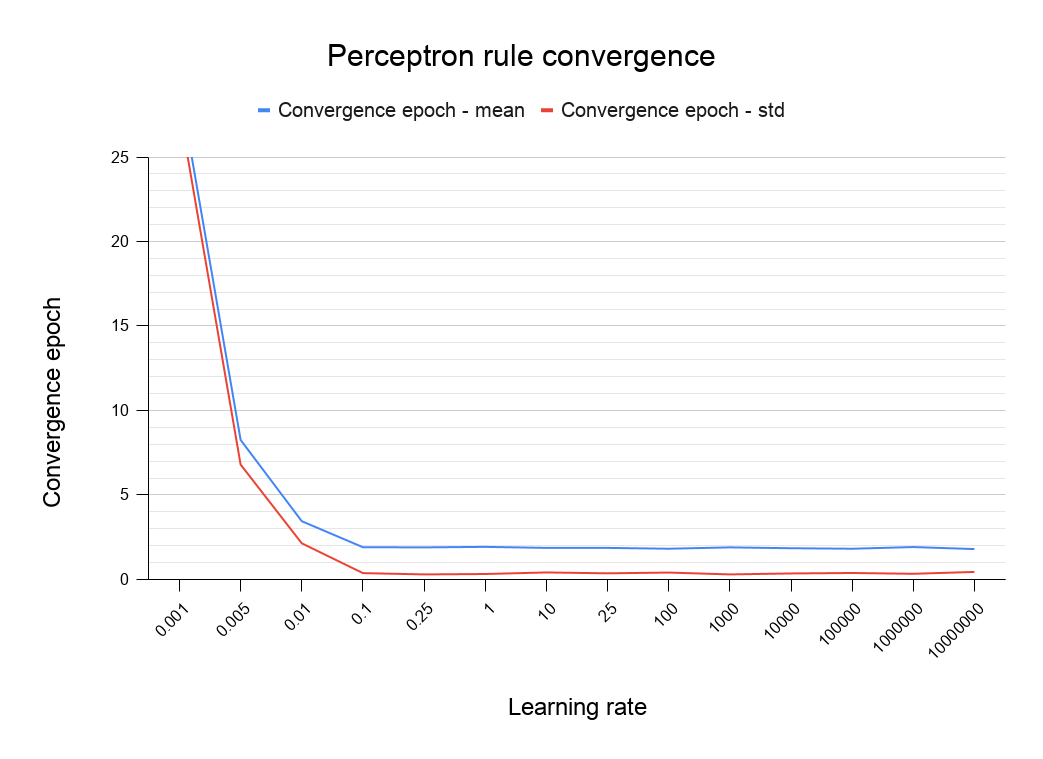 Perceptron rule convergence
Convergence epoch - mean Convergence epoch - std
25
20
15
10
5
0
Convergence epoch
0.001 0.005 0.01 0.1 0.25 1 10 25 100 1000 10000 100000 1000000 10000000
Learning rate